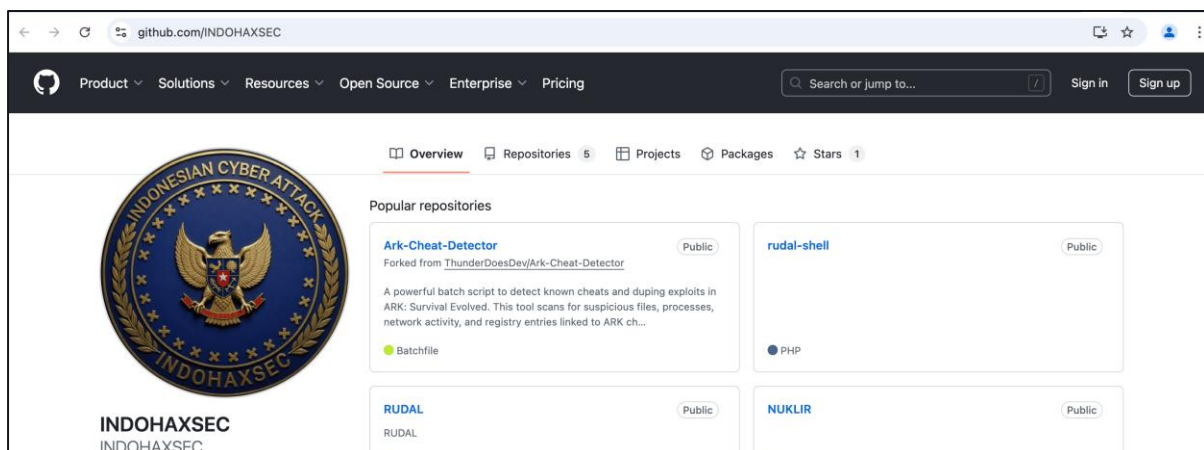 github.com/INDOHAXSEC
Product Solutions Resources Open Source Enterprise Pricing Search or jump to... / Sign in Sign up
Overview Repositories 5 Projects Packages Stars 1
INDONESIAN CYBER ATTACK
INDOHAXSEC
INDOHAXSEC
INDOHAXSEC
Popular repositories
Ark-Cheat-Detector Public
Forked from ThunderDoesDev/Ark-Cheat-Detector
A powerful batch script to detect known cheats and duping exploits in
ARK: Survival Evolved. This tool scans for suspicious files, processes,
network activity, and registry entries linked to ARK ch...
Batchfile
rudal-shell Public
PHP
RUDAL Public
RUDAL
NUKLIR Public